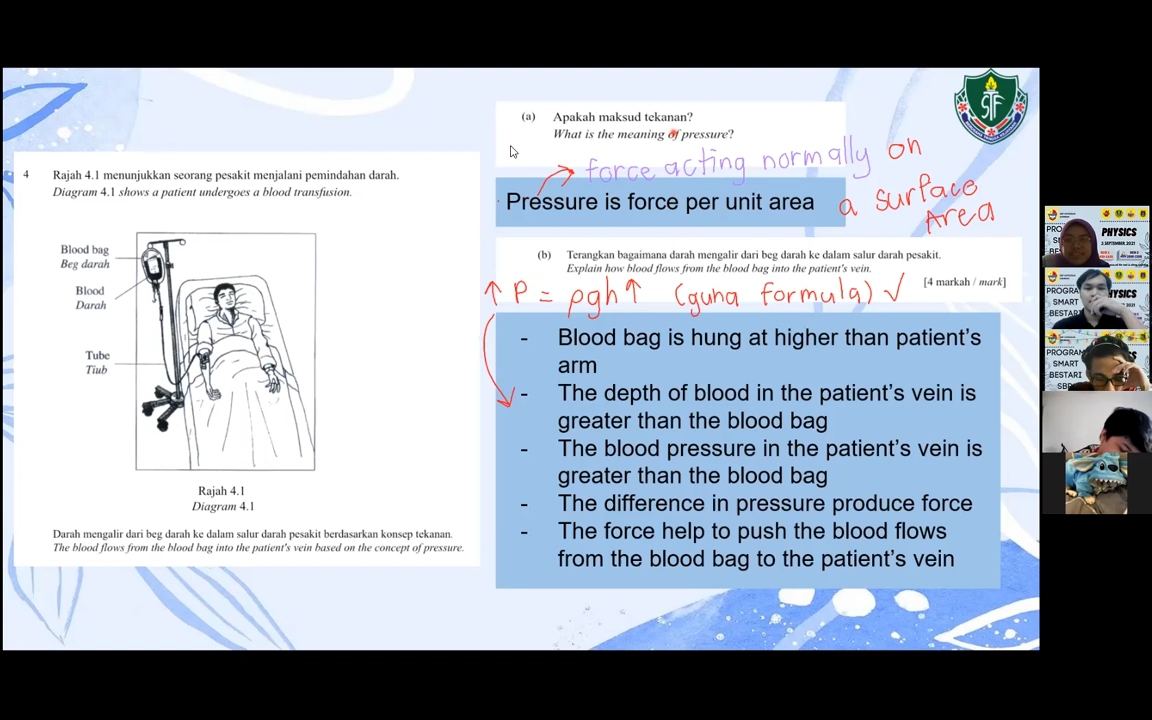 4 Rajah 4.1 menunjukkan seorang pesakit menjalani pemindahan darah.
Diagram 4.1 shows a patient undergoes a blood transfusion.
Blood bag
Beg darah
Blood
Darah
Tube
Tiub
Rajah 4.1
Diagram 4.1
Darah mengalir dari beg darah ke dalam salur darah pesakit berdasarkan konsep tekanan.
The blood flows from the blood bag into the patient's vein based on the concept of pressure.
(a) Apakah maksud tekanan?
What is the meaning of pressure?
force acting normally on
a surface
Area
Pressure is force per unit area
(b) Terangkan bagaimana darah mengalir dari beg darah ke dalam salur darah pesakit.
Explain how blood flows from the blood bag into the patient's vein.
[4 markah / mark]
↑ P = ρgh↑ (guna formula) ✓
- Blood bag is hung at higher than patient's
arm
- The depth of blood in the patient's vein is
greater than the blood bag
- The blood pressure in the patient's vein is
greater than the blood bag
- The difference in pressure produce force
- The force help to push the blood flows
from the blood bag to the patient's vein
STF
PHYSICS
2 SEPTEMBER 2021
PROGRAM
SMART
BESTARI